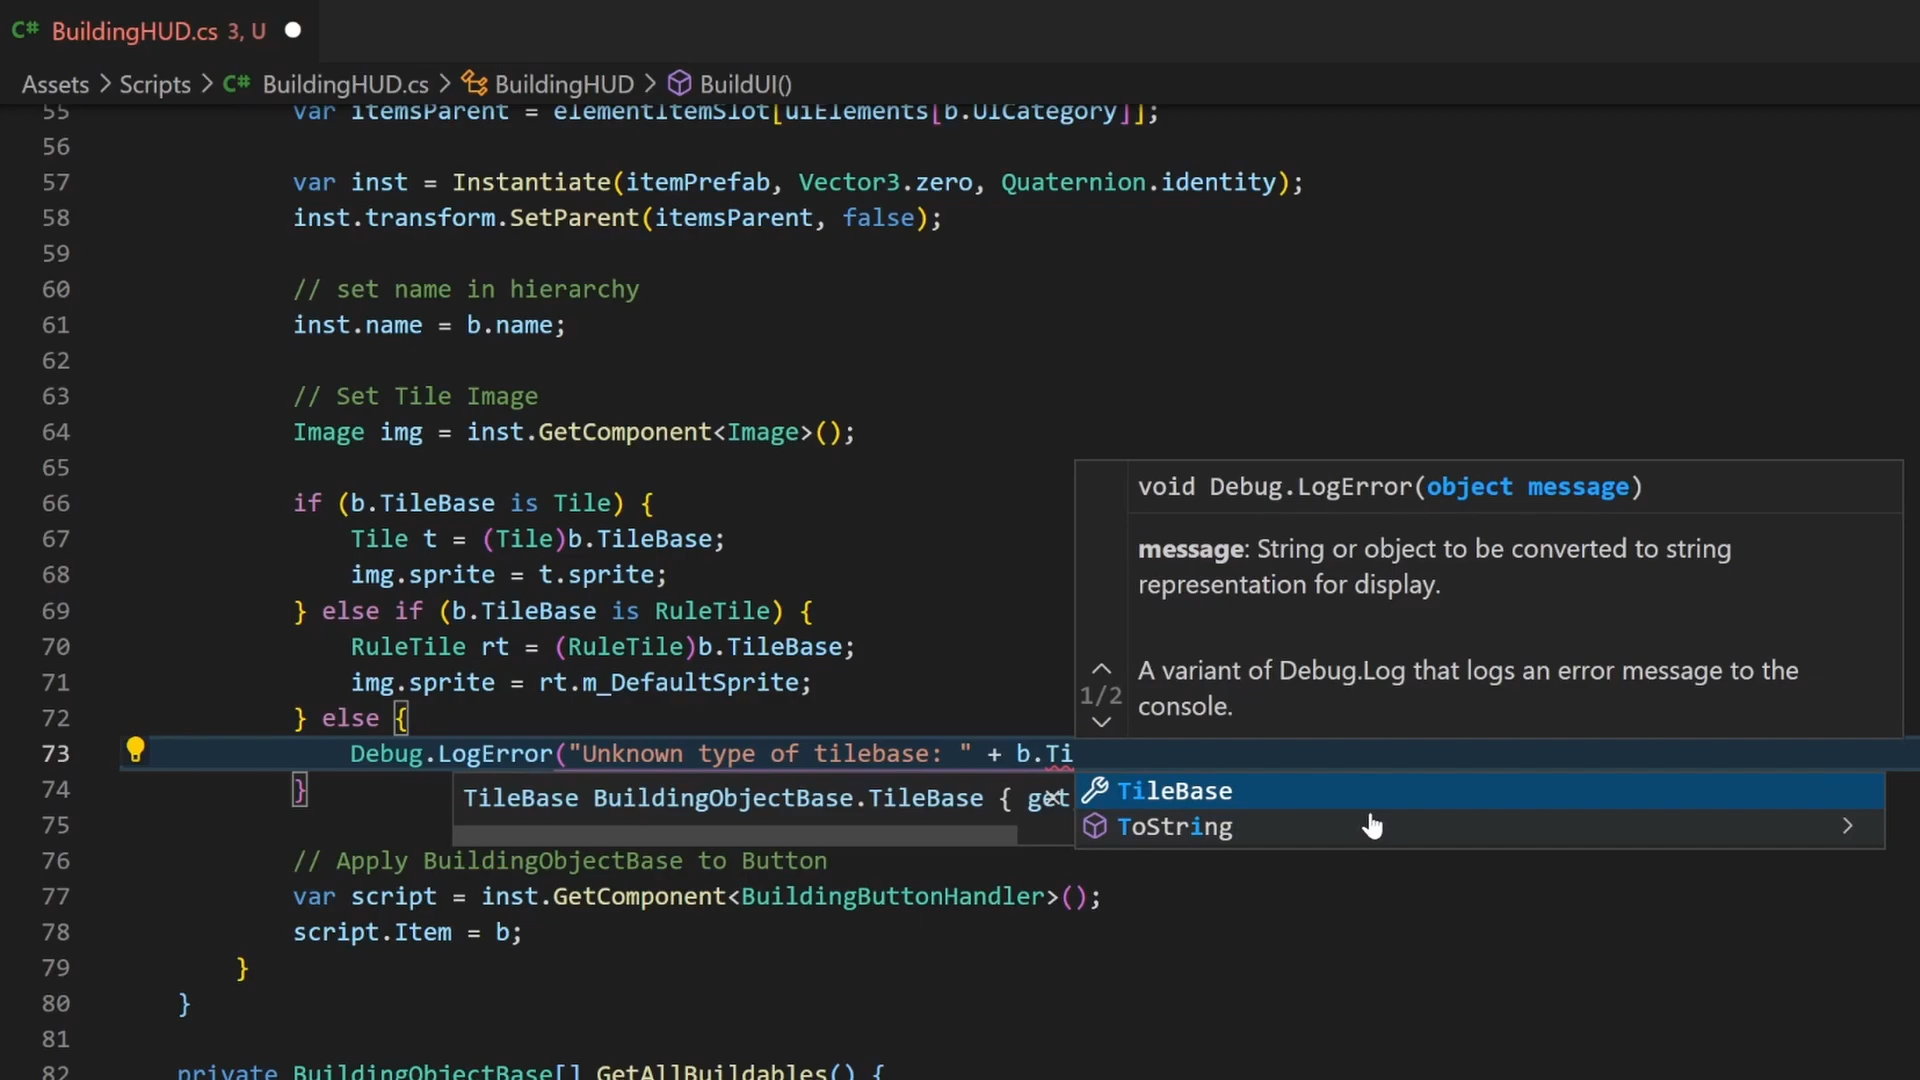 C# BuildingHUD.cs 3, U
Assets > Scripts > C# BuildingHUD.cs > BuildingHUD > BuildUI()
55 var itemsParent = elementItemSlot[uiElements[b.UICategory]];
56
57 var inst = Instantiate(itemPrefab, Vector3.zero, Quaternion.identity);
58 inst.transform.SetParent(itemsParent, false);
59
60 // set name in hierarchy
61 inst.name = b.name;
62
63 // Set Tile Image
64 Image img = inst.GetComponent<Image>();
65
66 if (b.TileBase is Tile) {
67 Tile t = (Tile)b.TileBase;
68 img.sprite = t.sprite;
69 } else if (b.TileBase is RuleTile) {
70 RuleTile rt = (RuleTile)b.TileBase;
71 img.sprite = rt.m_DefaultSprite;
72 } else {
73 Debug.LogError("Unknown type of tilebase: " + b.Ti
74 }
75
76 // Apply BuildingObjectBase to Button
77 var script = inst.GetComponent<BuildingButtonHandler>();
78 script.Item = b;
79 }
80 }
81
82 private BuildingObjectBase[] GetAllBuildables() {
void Debug.LogError(object message)
message: String or object to be converted to string
representation for display.
1/2
A variant of Debug.Log that logs an error message to the
console.
TileBase BuildingObjectBase.TileBase { get
TileBase
ToString